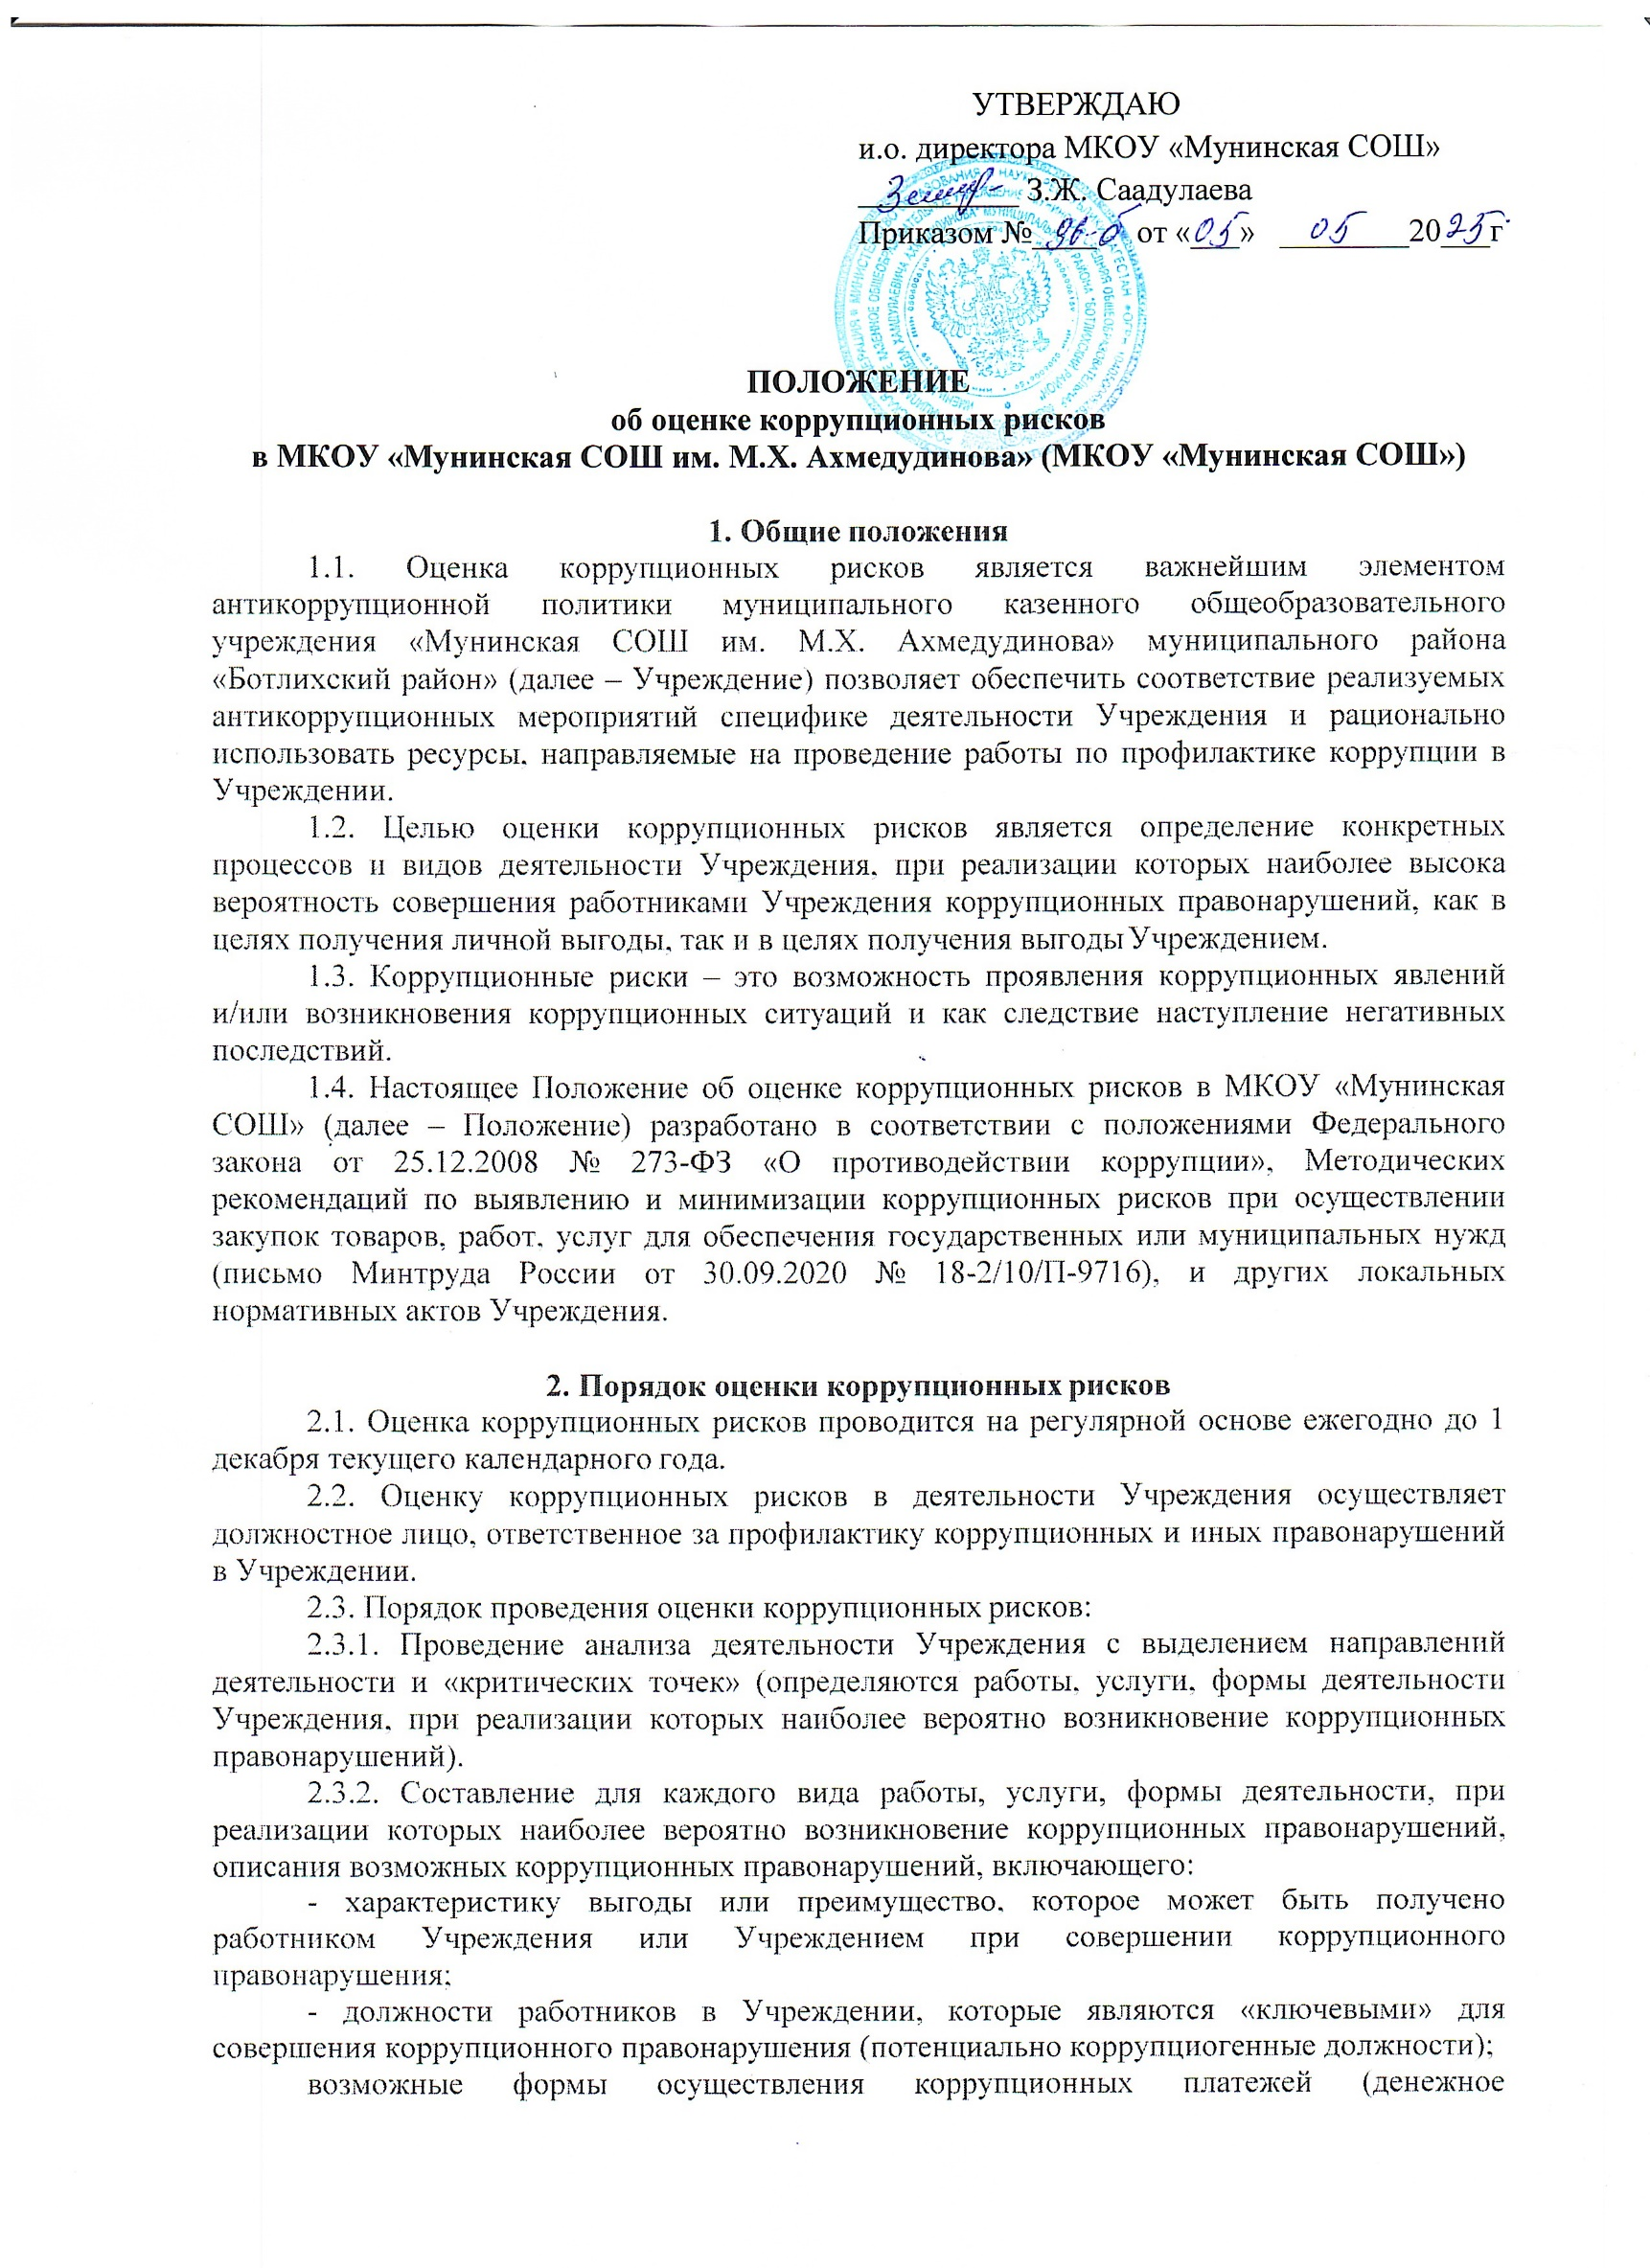 УТВЕРЖДАЮ
и.о. директора МКОУ «Мунинская СОШ»
З.Ж. Саадулаева
Приказом № от «05» 05 2025г
ПОЛОЖЕНИЕ
об оценке коррупционных рисков
в МКОУ «Мунинская СОШ им. М.Х. Ахмедудинова» (МКОУ «Мунинская СОШ»)
1. Общие положения
1.1. Оценка коррупционных рисков является важнейшим элементом
антикоррупционной политики муниципального казенного общеобразовательного
учреждения «Мунинская СОШ им. М.Х. Ахмедудинова» муниципального района
«Ботлихский район» (далее – Учреждение) позволяет обеспечить соответствие реализуемых
антикоррупционных мероприятий специфике деятельности Учреждения и рационально
использовать ресурсы, направляемые на проведение работы по профилактике коррупции в
Учреждении.
1.2. Целью оценки коррупционных рисков является определение конкретных
процессов и видов деятельности Учреждения, при реализации которых наиболее высока
вероятность совершения работниками Учреждения коррупционных правонарушений, как в
целях получения личной выгоды, так и в целях получения выгоды Учреждением.
1.3. Коррупционные риски – это возможность проявления коррупционных явлений
и/или возникновения коррупционных ситуаций и как следствие наступление негативных
последствий.
1.4. Настоящее Положение об оценке коррупционных рисков в МКОУ «Мунинская
СОШ» (далее – Положение) разработано в соответствии с положениями Федерального
закона от 25.12.2008 № 273-ФЗ «О противодействии коррупции», Методических
рекомендаций по выявлению и минимизации коррупционных рисков при осуществлении
закупок товаров, работ, услуг для обеспечения государственных или муниципальных нужд
(письмо Минтруда России от 30.09.2020 № 18-2/10/П-9716), и других локальных
нормативных актов Учреждения.
2. Порядок оценки коррупционных рисков
2.1. Оценка коррупционных рисков проводится на регулярной основе ежегодно до 1
декабря текущего календарного года.
2.2. Оценку коррупционных рисков в деятельности Учреждения осуществляет
должностное лицо, ответственное за профилактику коррупционных и иных правонарушений
в Учреждении.
2.3. Порядок проведения оценки коррупционных рисков:
2.3.1. Проведение анализа деятельности Учреждения с выделением направлений
деятельности и «критических точек» (определяются работы, услуги, формы деятельности
Учреждения, при реализации которых наиболее вероятно возникновение коррупционных
правонарушений).
2.3.2. Составление для каждого вида работы, услуги, формы деятельности, при
реализации которых наиболее вероятно возникновение коррупционных правонарушений,
описания возможных коррупционных правонарушений, включающего:
- характеристику выгоды или преимущество, которое может быть получено
работником Учреждения или Учреждением при совершении коррупционного
правонарушения;
- должности работников в Учреждении, которые являются «ключевыми» для
совершения коррупционного правонарушения (потенциально коррупциогенные должности);
возможные формы осуществления коррупционных платежей (денежное